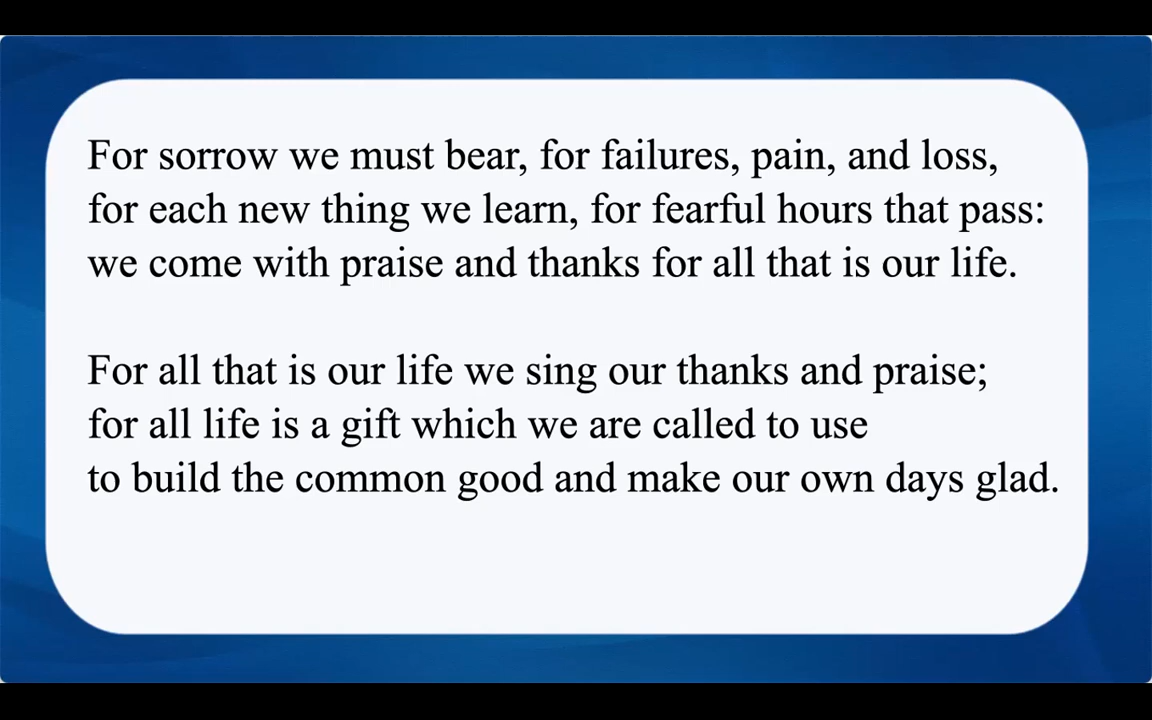 For sorrow we must bear, for failures, pain, and loss,
for each new thing we learn, for fearful hours that pass:
we come with praise and thanks for all that is our life.
For all that is our life we sing our thanks and praise;
for all life is a gift which we are called to use
to build the common good and make our own days glad.